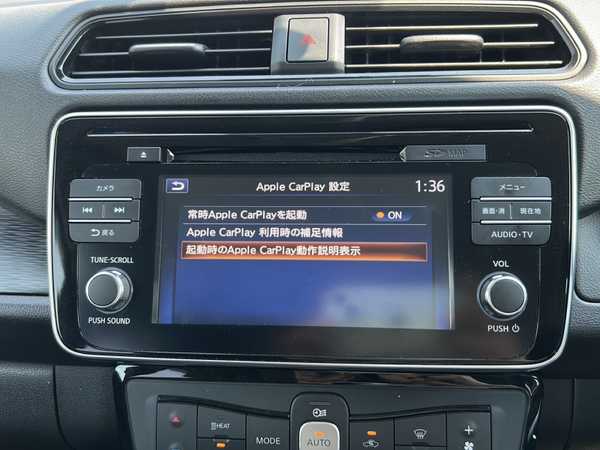 SD MAP
カメラ
戻る
TUNE・SCROLL
PUSH SOUND
Apple CarPlay 設定
1:36
常時Apple CarPlayを起動
ON
Apple CarPlay 利用時の補足情報
起動時のApple CarPlay動作説明表示
メニュー
画面・消
現在地
AUDIO・TV
VOL
PUSH
HEAT
MODE
AUTO